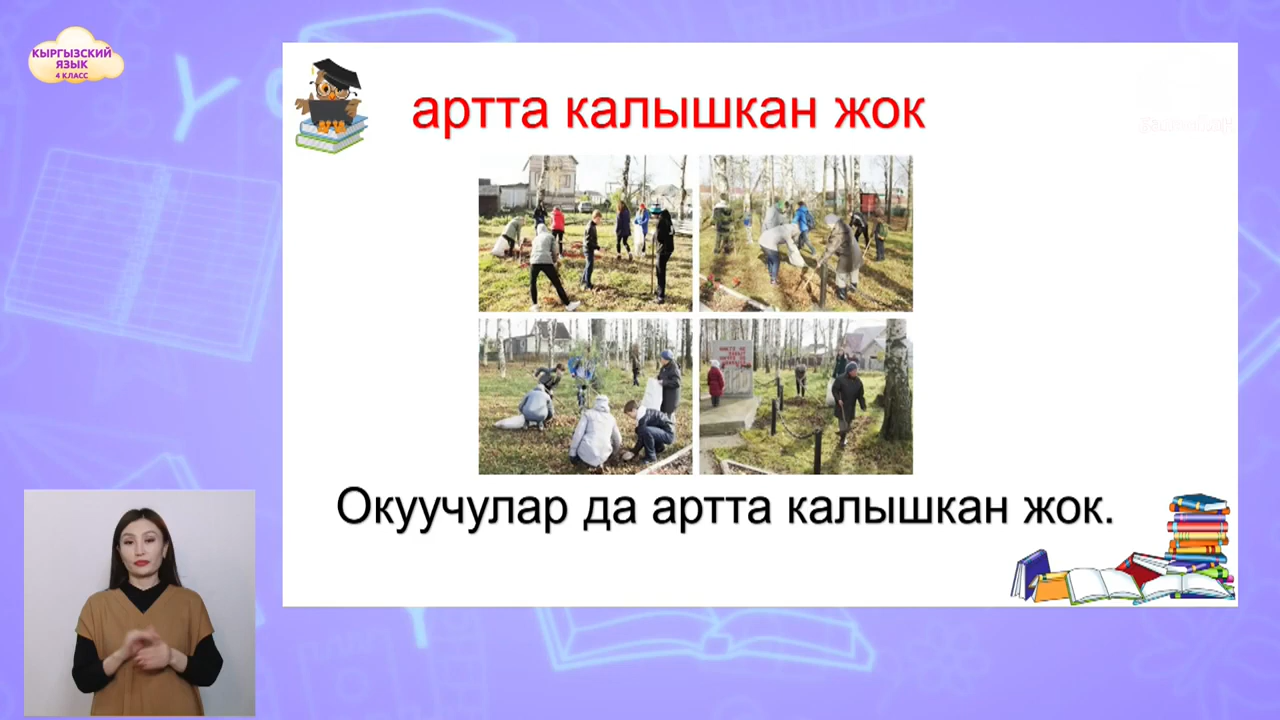 КЫРГЫЗСКИЙ
ЯЗЫК
4 КЛАСС
артта калышкан жок
Окуучулар да артта калышкан жок.